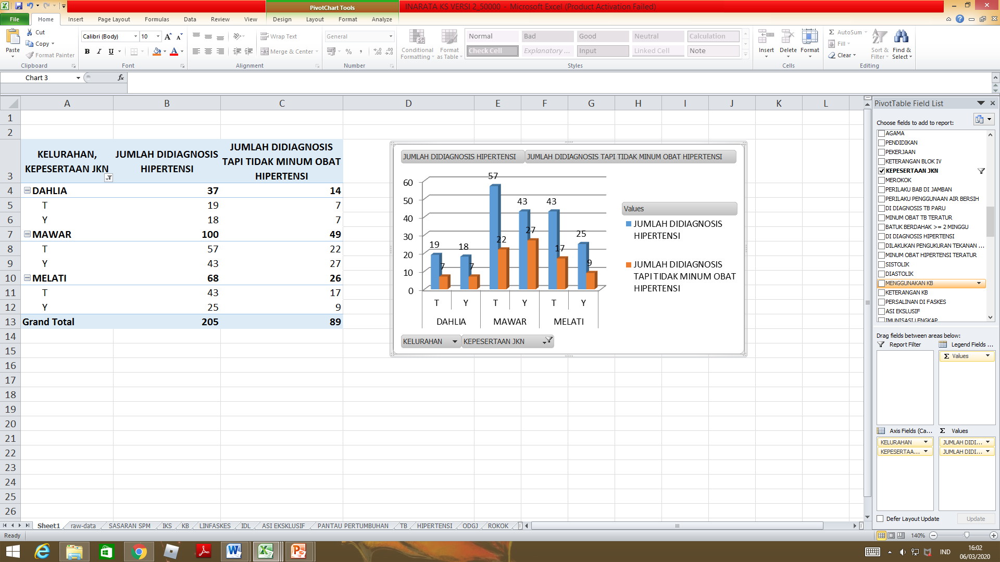 PivotChart Tools
INARATA KS VERSI 2 50000 - Microsoft Excel (Product Activation Failed)
File Home Insert Page Layout Formulas Data Review View Design Layout Format Analyze
Paste
Cut
Copy
Format Painter
Clipboard
Calibri (Body) 10
B I U
Font
Wrap Text
Merge & Center
Alignment
General
Number
Conditional Formatting
Format as Table
Normal Bad Good Neutral Calculation
Check Cell Explanatory ... Input Linked Cell Note
Styles
Insert Delete Format
Cells
Σ AutoSum
Fill
Clear
Sort & Filter
Find & Select
Editing
Chart 3
fx
A B C D E F G H I J K L
1
2
3 KELURAHAN, KEPESERTAAN JKN JUMLAH DIDIAGNOSIS HIPERTENSI JUMLAH DIDIAGNOSIS TAPI TIDAK MINUM OBAT HIPERTENSI
4 DAHLIA 37 14
5 T 19 7
6 Y 18 7
7 MAWAR 100 49
8 T 57 22
9 Y 43 27
10 MELATI 68 26
11 T 43 17
12 Y 25 9
13 Grand Total 205 89
14
15
16
17
18
19
20
21
22
23
24
25
26
JUMLAH DIDIAGNOSIS HIPERTENSI JUMLAH DIDIAGNOSIS TAPI TIDAK MINUM OBAT HIPERTENSI
60
50
40
30
20
10
0
19 7 18 7 57 22 43 27 43 17 25 9
T Y T Y T Y
DAHLIA MAWAR MELATI
Values
JUMLAH DIDIAGNOSIS
HIPERTENSI
JUMLAH DIDIAGNOSIS
TAPI TIDAK MINUM OBAT
HIPERTENSI
KELURAHAN KEPESERTAAN JKN
PivotTable Field List
Choose fields to add to report:
AGAMA
PENDIDIKAN
PEKERJAAN
KETERANGAN BLOK IV
KEPESERTAAN JKN
MEROKOK
PERILAKU BAB DI JAMBAN
PERILAKU PENGGUNAAN AIR BERSIH
DI DIAGNOSIS TB PARU
MINUM OBAT TB TERATUR
BATUK BERDAHAK >= 2 MINGGU
DI DIAGNOSIS HIPERTENSI
DILAKUKAN PENGUKURAN TEKANAN ...
MINUM OBAT HIPERTENSI TERATUR
SISTOLIK
DIASTOLIK
MENGGUNAKAN KB
KETERANGAN KB
PERSALINAN DI FASKES
ASI EKSLUSIF
IMUNISASI LENGKAP
Drag fields between areas below:
Report Filter Legend Fields ...
Σ Values
Axis Fields (Ca... Σ Values
KELURAHAN JUMLAH DIDI...
KEPESERTAA... JUMLAH DIDI...
Defer Layout Update Update
Sheet1 raw-data SASARAN SPM IKS KB LINFASKES IDL ASI EKSKLUSIF PANTAU PERTUMBUHAN TB HIPERTENSI ODGJ ROKOK
Ready
140%
IND
16:02
06/03/2020